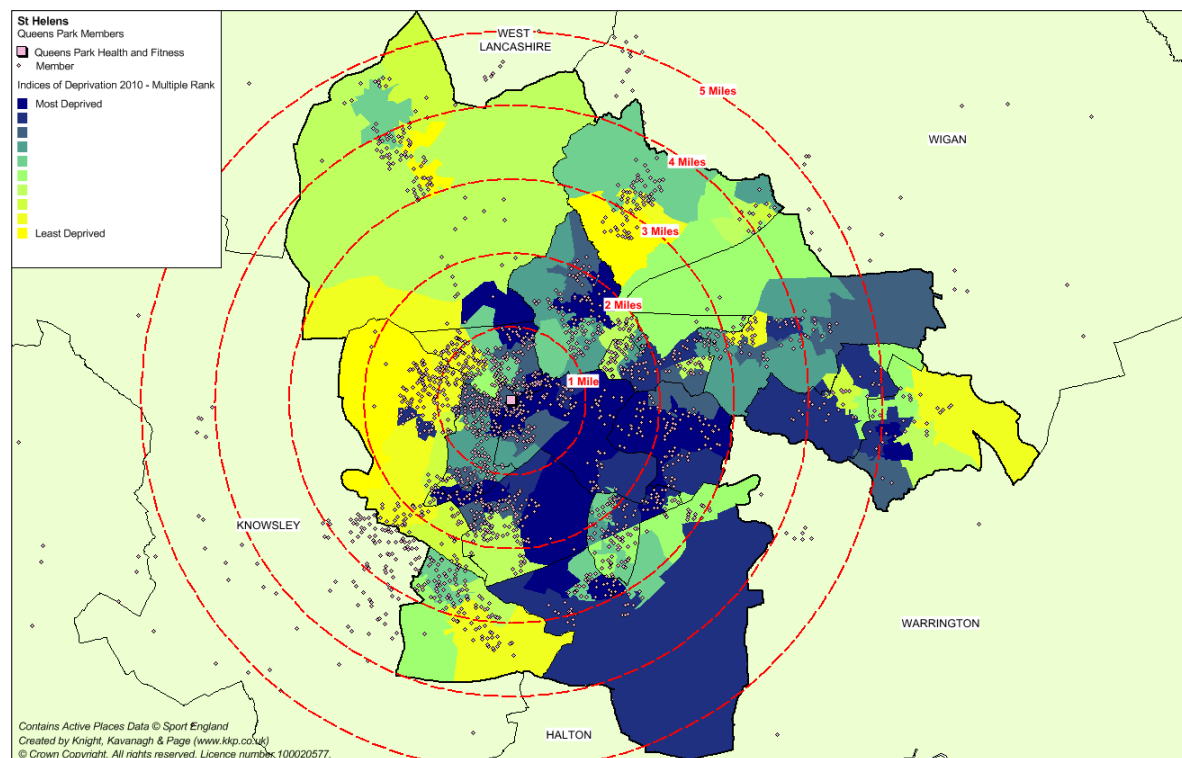 St Helens
Queens Park Members
Queens Park Health and Fitness
Member
Indices of Deprivation 2010 - Multiple Rank
Most Deprived
Least Deprived
WEST
LANCASHIRE
5 Miles
WIGAN
4 Miles
3 Miles
2 Miles
1 Mile
KNOWSLEY
WARRINGTON
HALTON
Contains Active Places Data © Sport England
Created by Knight, Kavanagh & Page (www.kkp.co.uk)
© Crown Copyright. All rights reserved. Licence number 100020577.